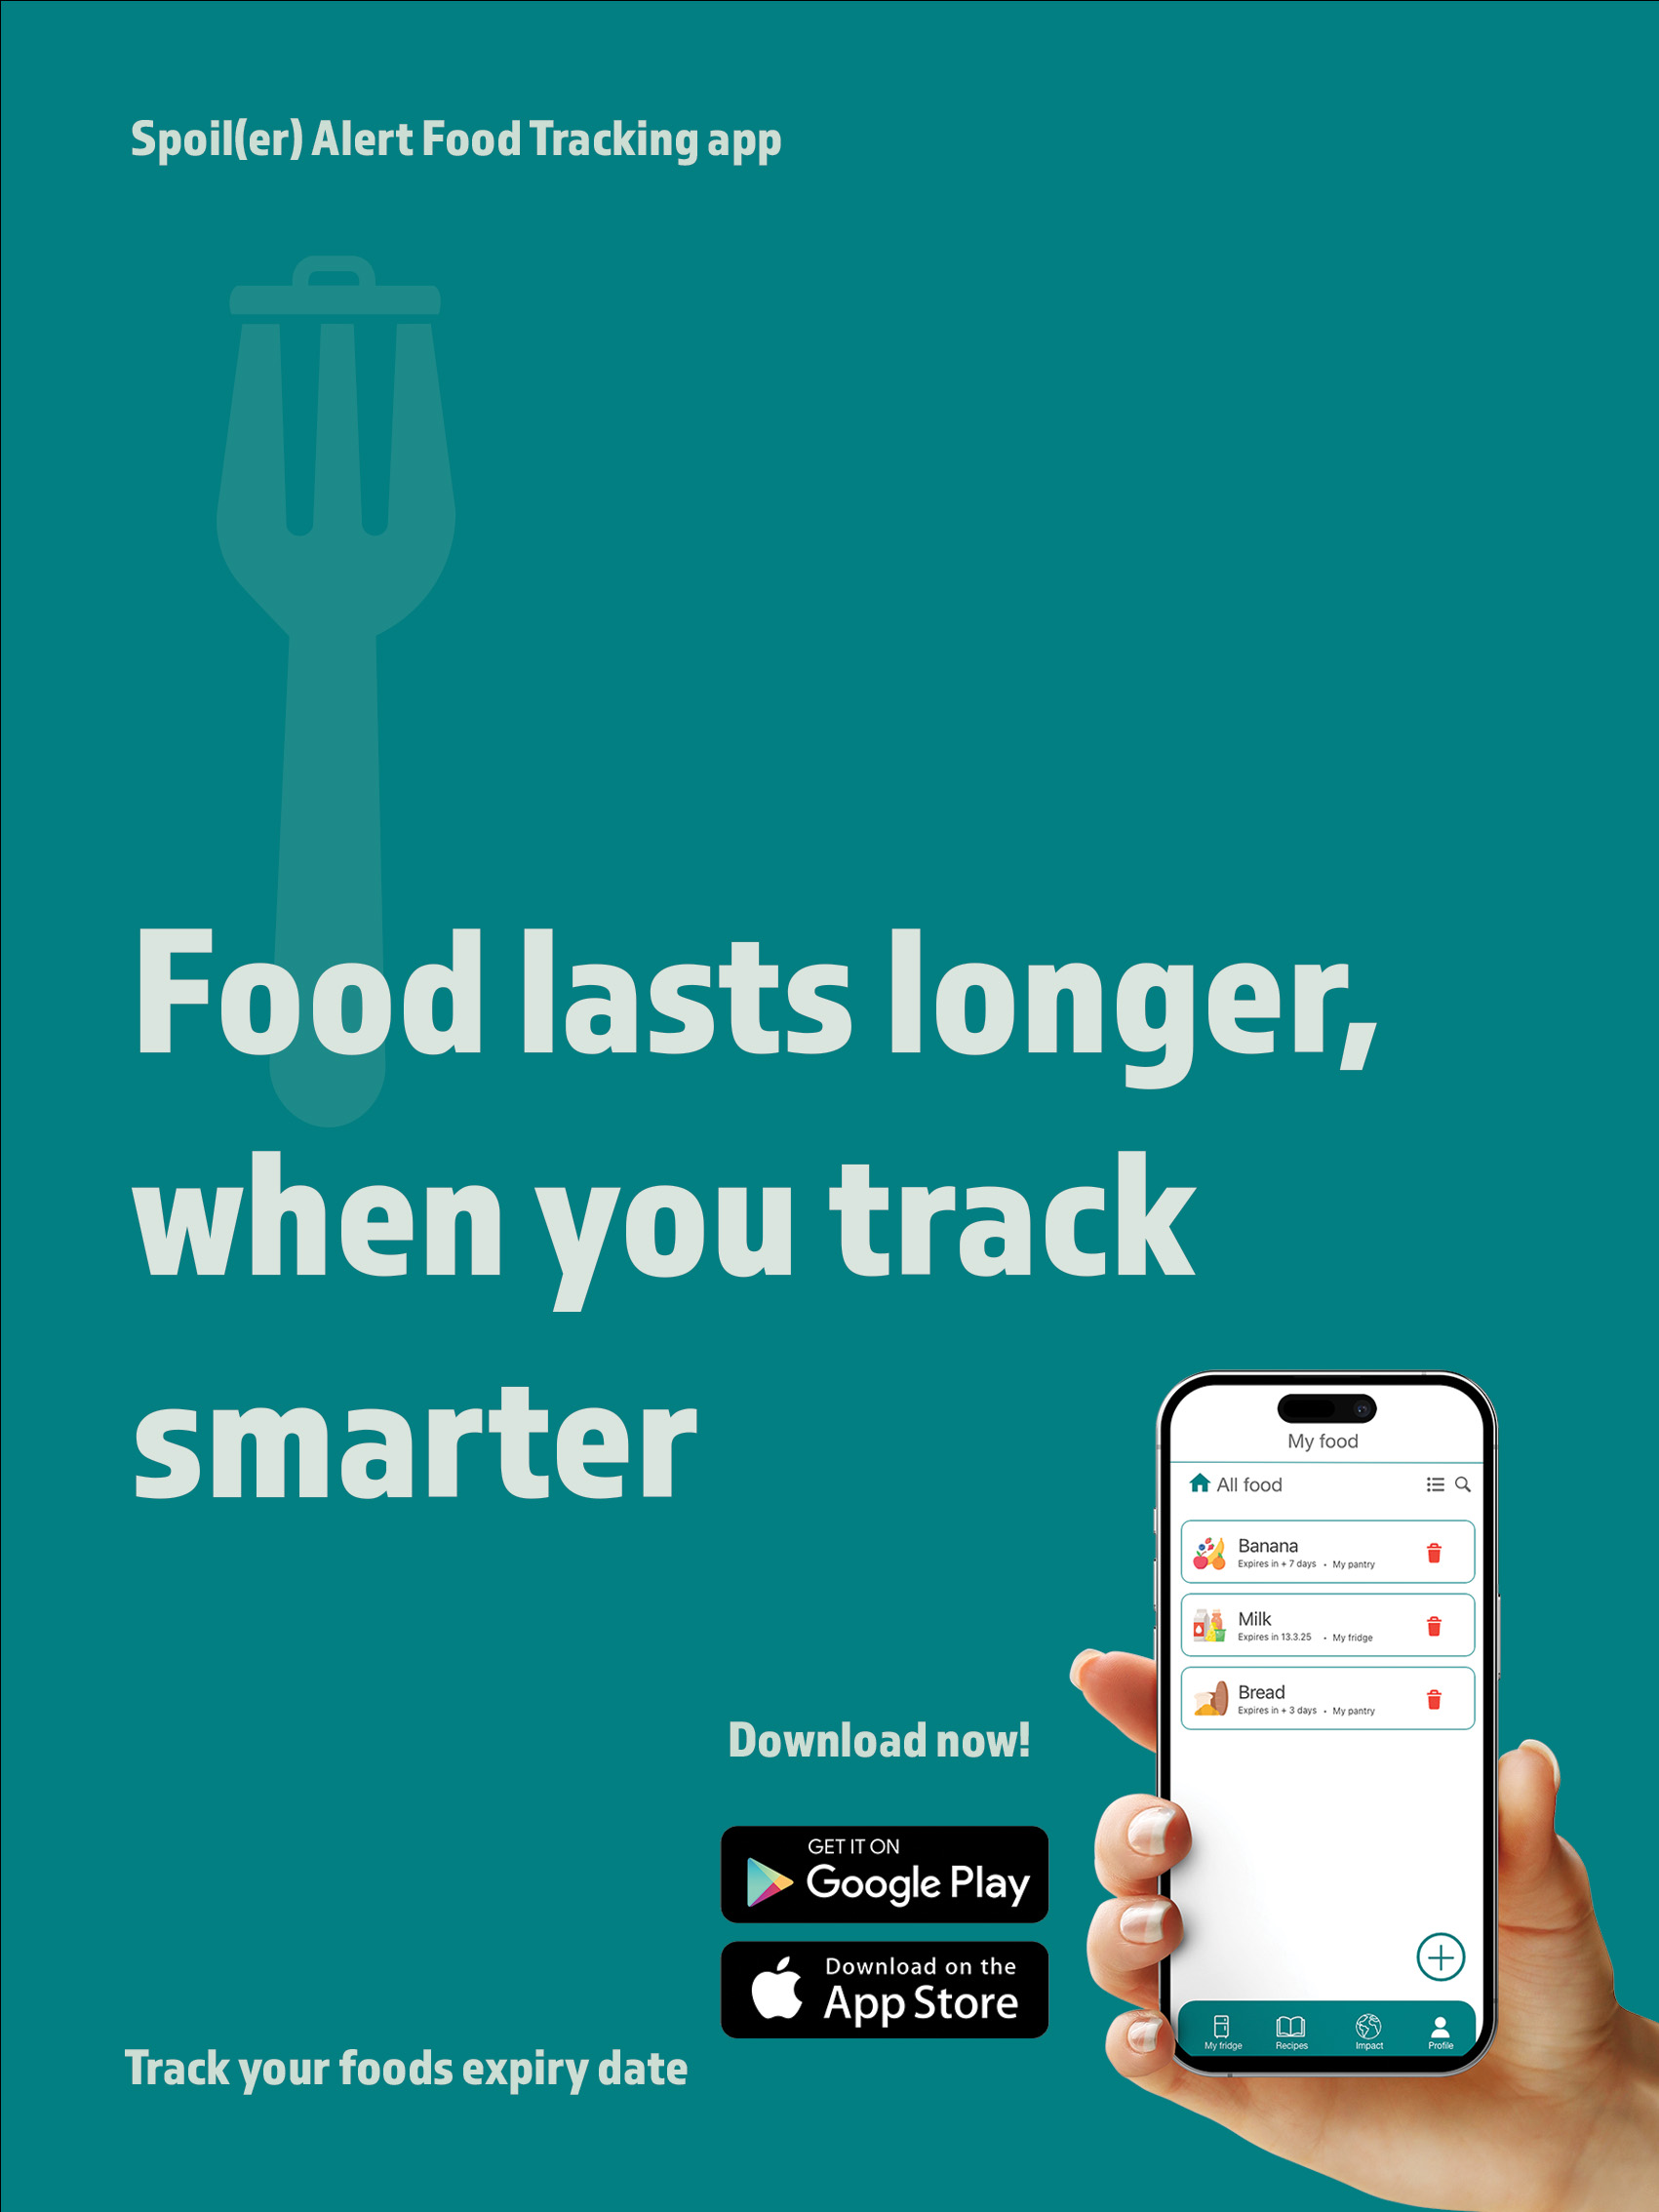 Spoil(er) Alert Food Tracking app
Food lasts longer,
when you track
smarter
My food
All food
Banana
Expires in + 7 days • My pantry
Milk
Expires in 13.3.25 • My fridge
Bread
Expires in + 3 days • My pantry
Download now!
GET IT ON
Google Play
Download on the
App Store
My fridge Recipes Impact Profile
Track your foods expiry date